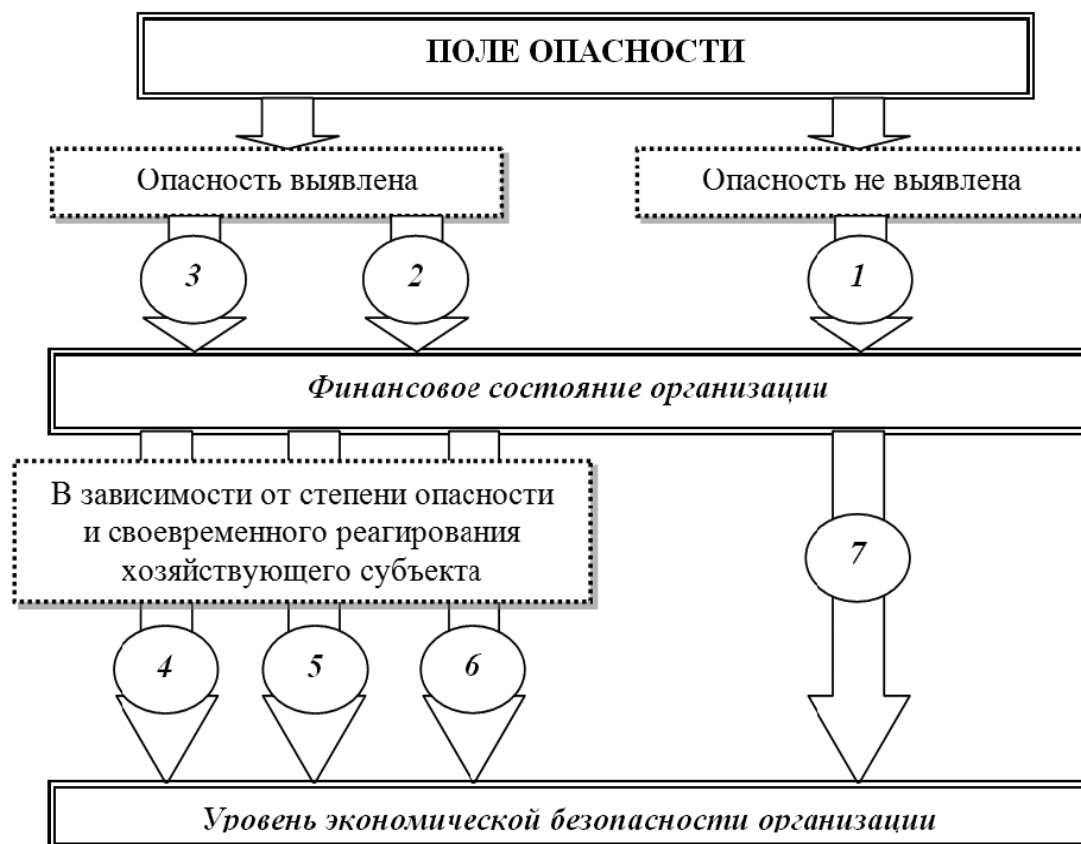 ПОЛЕ ОПАСНОСТИ
Опасность выявлена
Опасность не выявлена
3
2
1
Финансовое состояние организации
В зависимости от степени опасности
и своевременного реагирования
хозяйствующего субъекта
7
4
5
6
Уровень экономической безопасности организации